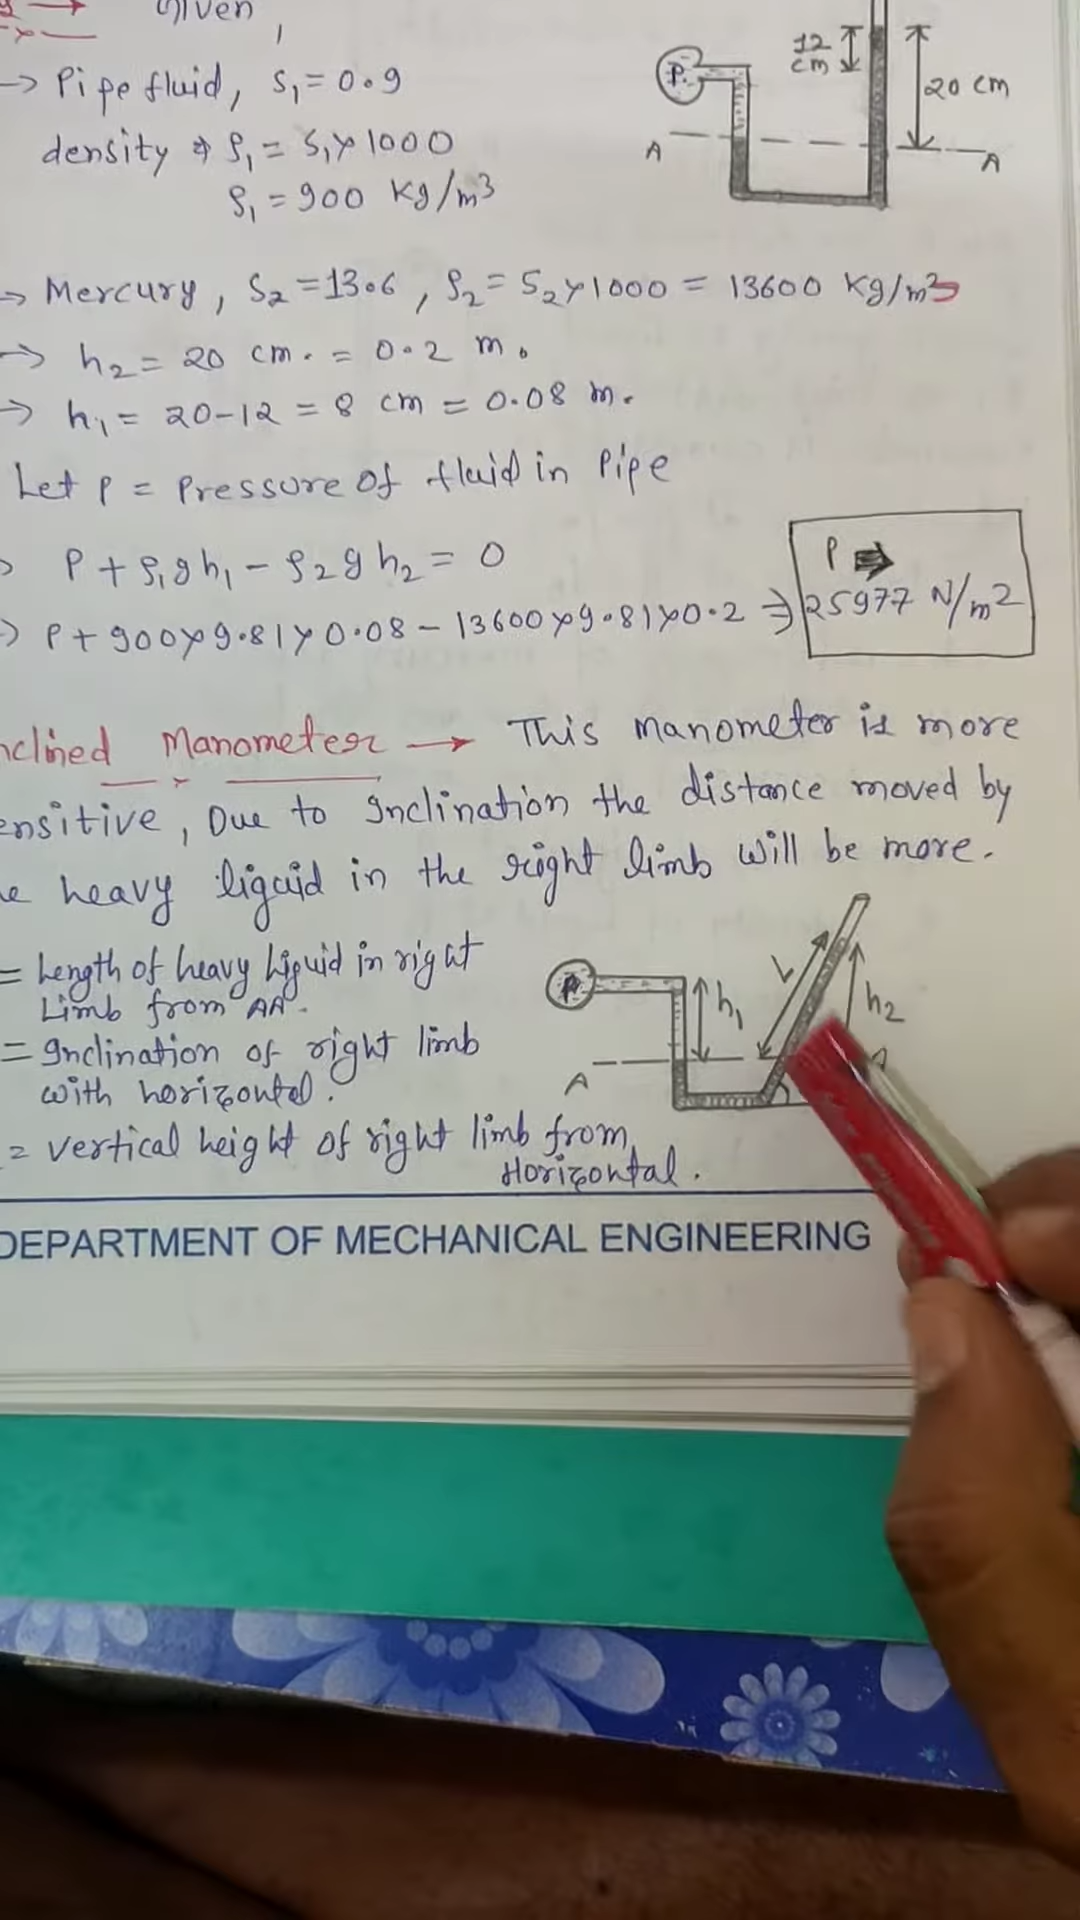 Given,
→ Pipe fluid, S₁ = 0.9
density ⇒ ρ₁ = S₁ × 1000
ρ₁ = 900 Kg/m³
→ Mercury, S₂ = 13.6, ρ₂ = S₂ × 1000 = 13600 Kg/m³
→ h₂ = 20 cm. = 0.2 m.
→ h₁ = 20-12 = 8 cm = 0.08 m.
Let P = Pressure of fluid in Pipe
P + ρ₁gh₁ - ρ₂gh₂ = 0
P + 900×9.81×0.08 - 13600×9.81×0.2 ⇒
P ⇒
25977 N/m²
12
cm
20 cm
P
A
A
nclined Manometer → This manometer is more
ensitive, Due to Inclination the distance moved by
e heavy liquid in the right limb will be more.
= Length of heavy Liquid in right
Limb from AA.
= Inclination of right limb
with horizontal.
= vertical height of right limb from
Horizontal.
A
h₁
L
h₂
A
DEPARTMENT OF MECHANICAL ENGINEERING